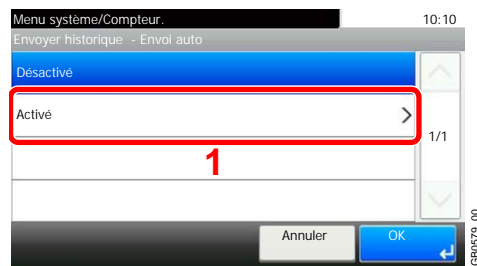 Menu système/Compteur.
10:10
Envoyer historique - Envoi auto
Désactivé
Activé
1/1
1
Annuler
OK
GB0579_00